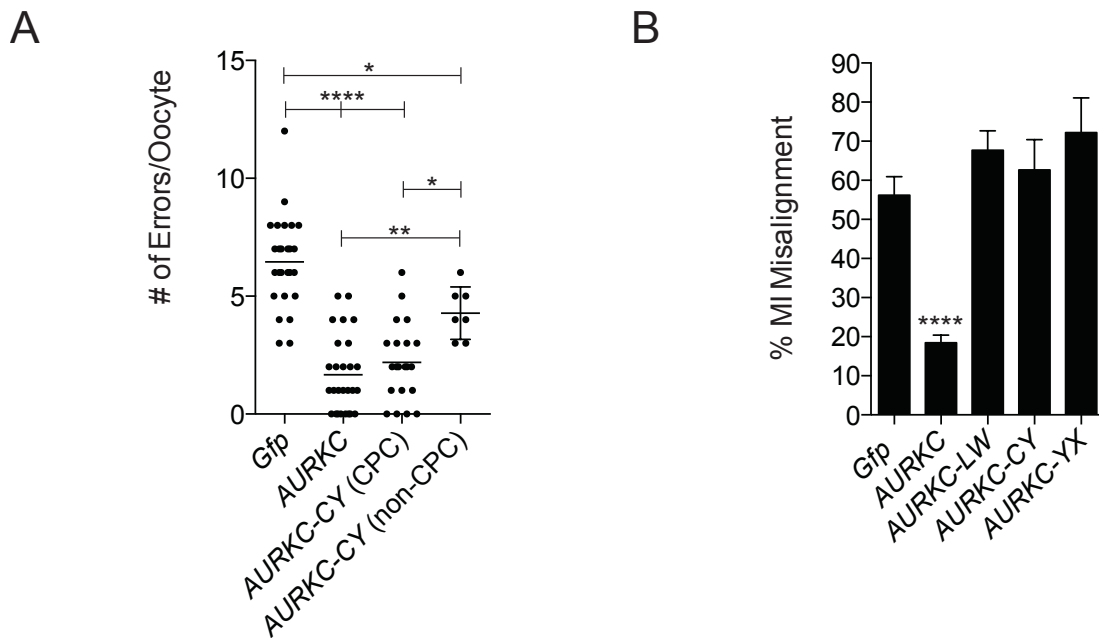 A
# of Errors/Oocyte
15
10
5
0
*
****
*
**
Gfp
AURKC
AURKC-CY (CPC)
AURKC-CY (non-CPC)
B
% MI Misalignment
90
80
70
60
50
40
30
20
10
0
****
Gfp
AURKC
AURKC-LW
AURKC-CY
AURKC-YX